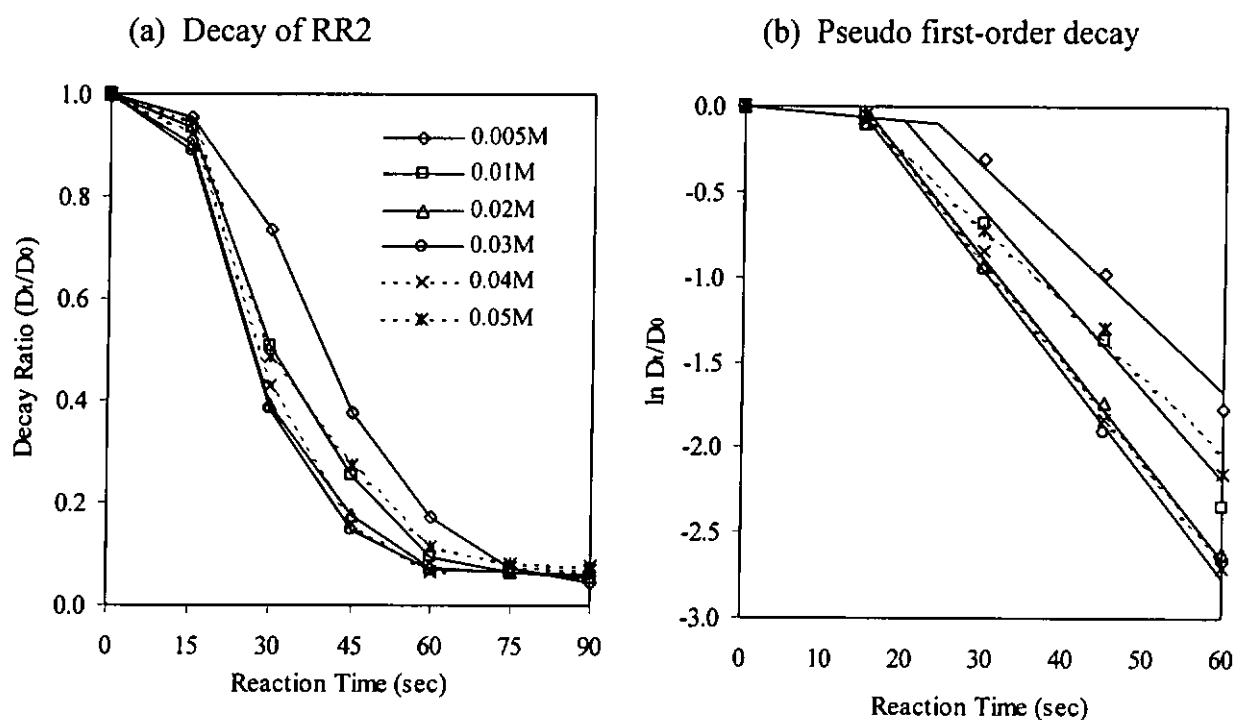 (a) Decay of RR2
1.0
0.8
0.6
0.4
0.2
0.0
Decay Ratio (Dt/D0)
0 15 30 45 60 75 90
Reaction Time (sec)
0.005M
0.01M
0.02M
0.03M
0.04M
0.05M
(b) Pseudo first-order decay
0.0
-0.5
-1.0
-1.5
-2.0
-2.5
-3.0
ln Dt/D0
0 10 20 30 40 50 60
Reaction Time (sec)